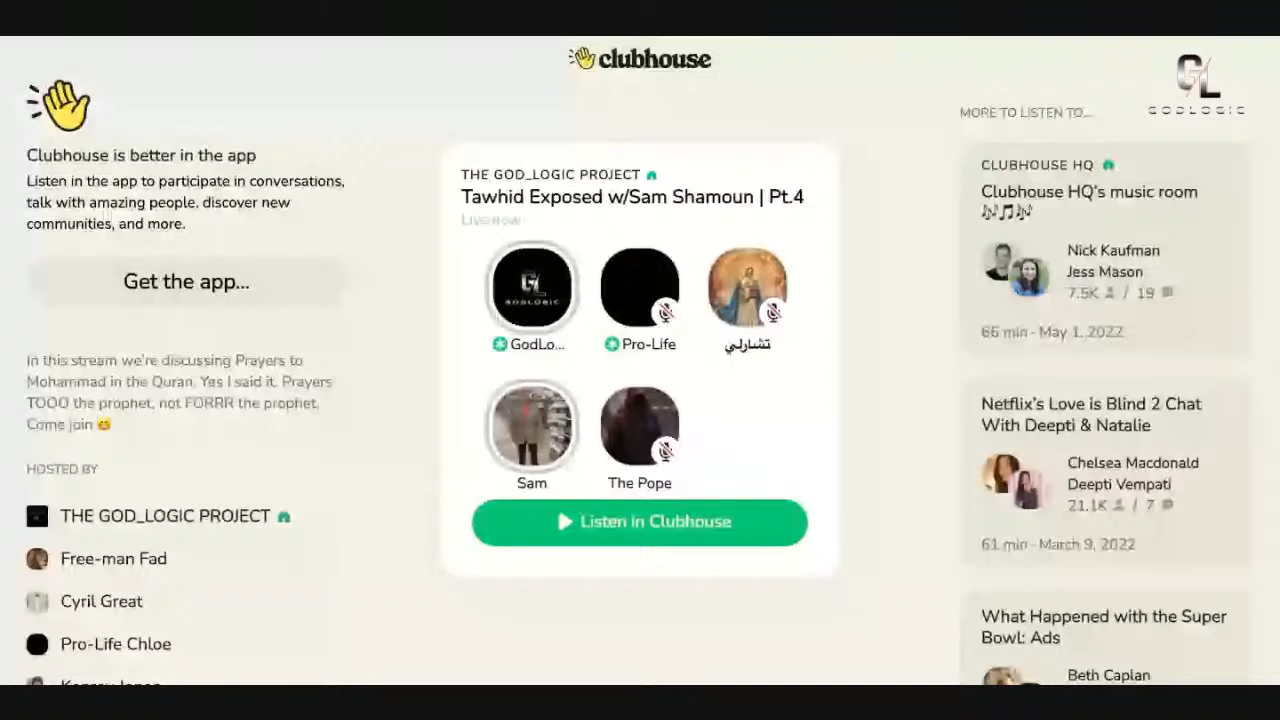 clubhouse
GL
GODLOGIC
Clubhouse is better in the app
Listen in the app to participate in conversations,
talk with amazing people, discover new
communities, and more.
Get the app...
In this stream we're discussing Prayers to
Mohammad in the Quran. Yes I said it. Prayers
TOOO the prophet, not FORRR the prophet.
Come join 😊
HOSTED BY
THE GOD_LOGIC PROJECT
Free-man Fad
Cyril Great
Pro-Life Chloe
THE GOD_LOGIC PROJECT
Tawhid Exposed w/Sam Shamoun | Pt.4
Live now
GL
GODLOGIC
GodLo...
Pro-Life
تشارلي
Sam
The Pope
Listen in Clubhouse
MORE TO LISTEN TO...
CLUBHOUSE HQ
Clubhouse HQ's music room
🎶🎵🎶
Nick Kaufman
Jess Mason
7.5K / 19
66 min · May 1, 2022
Netflix's Love is Blind 2 Chat
With Deepti & Natalie
Chelsea Macdonald
Deepti Vempati
21.1K / 7
61 min · March 9, 2022
What Happened with the Super
Bowl: Ads
Beth Caplan